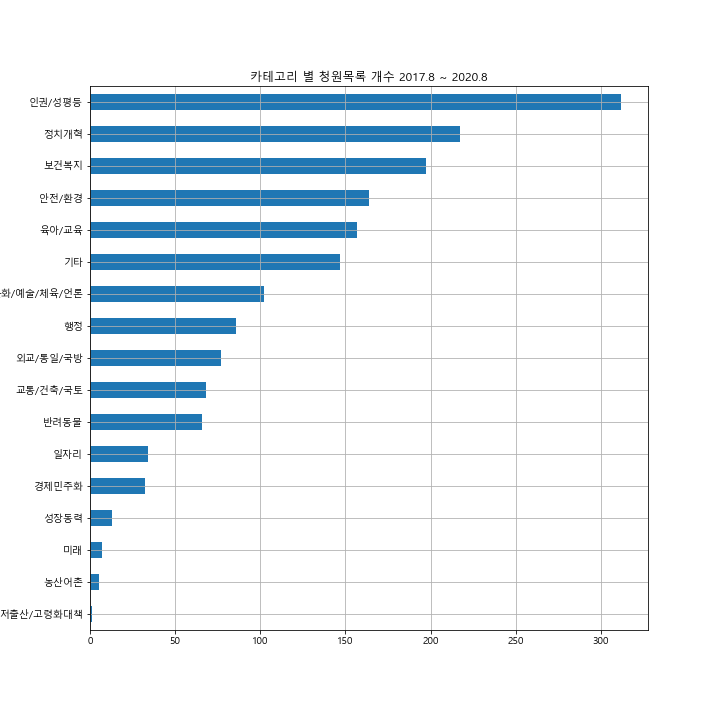 카테고리 별 청원목록 개수 2017.8 ~ 2020.8
인권/성평등
정치개혁
보건복지
안전/환경
육아/교육
기타
화/예술/체육/언론
행정
외교/통일/국방
교통/건축/국토
반려동물
일자리
경제민주화
성장동력
미래
농산어촌
저출산/고령화대책
0 50 100 150 200 250 300